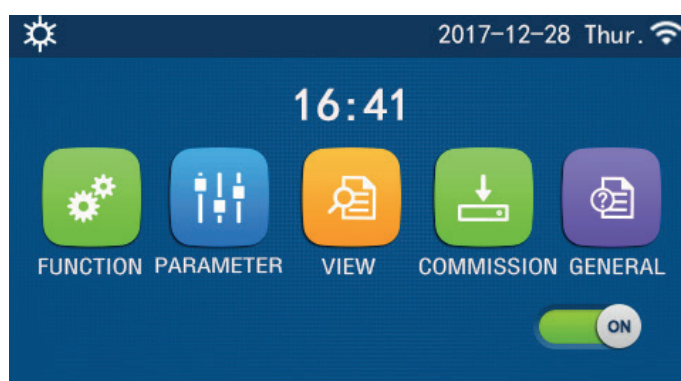 2017-12-28 Thur.
16:41
FUNCTION PARAMETER VIEW COMMISSION GENERAL
ON